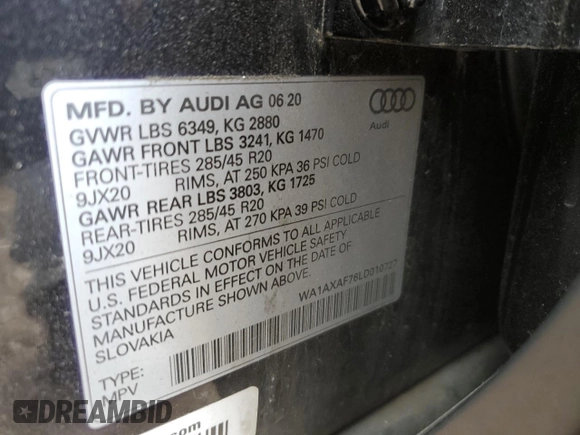 MFD. BY AUDI AG 06 20
GVWR LBS 6349, KG 2880
GAWR FRONT LBS 3241, KG 1470
FRONT-TIRES 285/45 R20
9JX20 RIMS, AT 250 KPA 36 PSI COLD
GAWR REAR LBS 3803, KG 1725
REAR-TIRES 285/45 R20
9JX20 RIMS, AT 270 KPA 39 PSI COLD
THIS VEHICLE CONFORMS TO ALL APPLICABLE
U.S. FEDERAL MOTOR VEHICLE SAFETY
STANDARDS IN EFFECT ON THE DATE OF
MANUFACTURE SHOWN ABOVE.
SLOVAKIA
WA1AXAF76LD010727
TYPE:
MPV
Audi
.com
DREAMBID